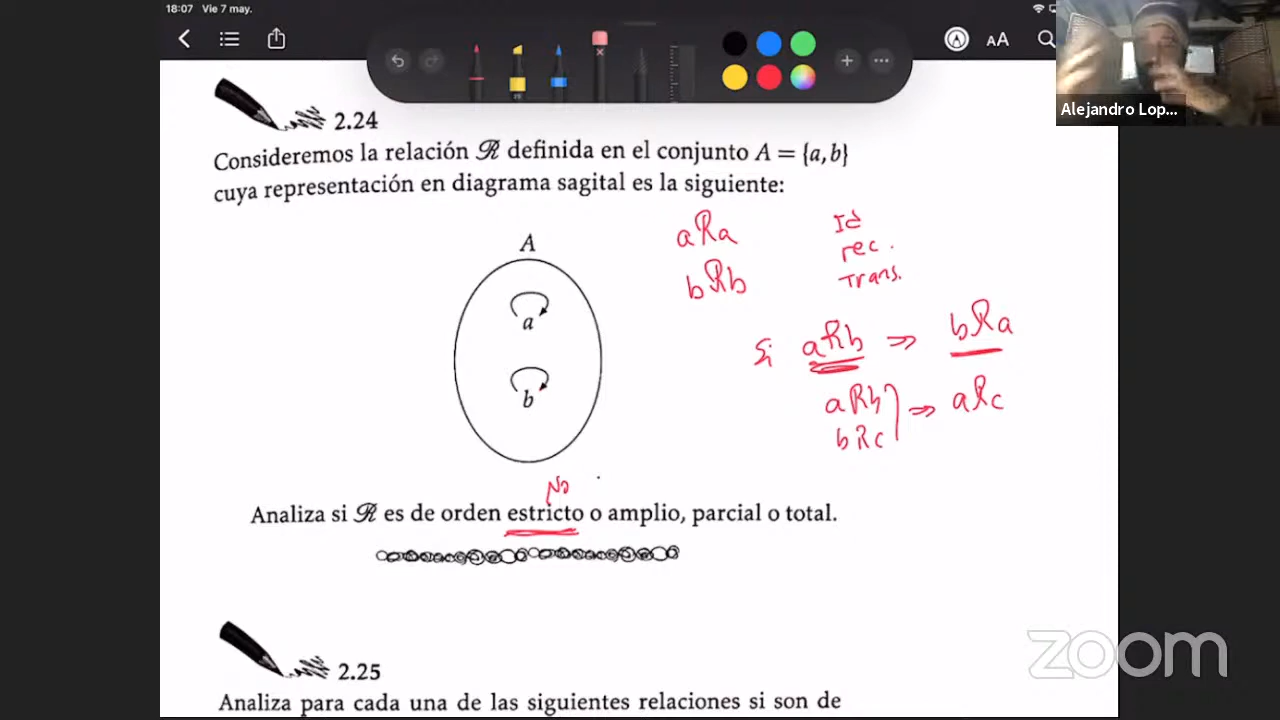 18:07 Vie 7 may.
AA
Alejandro Lop...
2.24
Consideremos la relación ℛ definida en el conjunto A = {a, b}
cuya representación en diagrama sagital es la siguiente:
A
a
b
aRa
bRb
Id
rec.
Trans.
Si aRb ⇒ bRa
aRb
bRc
⇒ aRc
No
Analiza si ℛ es de orden estricto o amplio, parcial o total.
2.25
Analiza para cada una de las siguientes relaciones si son de
zoom